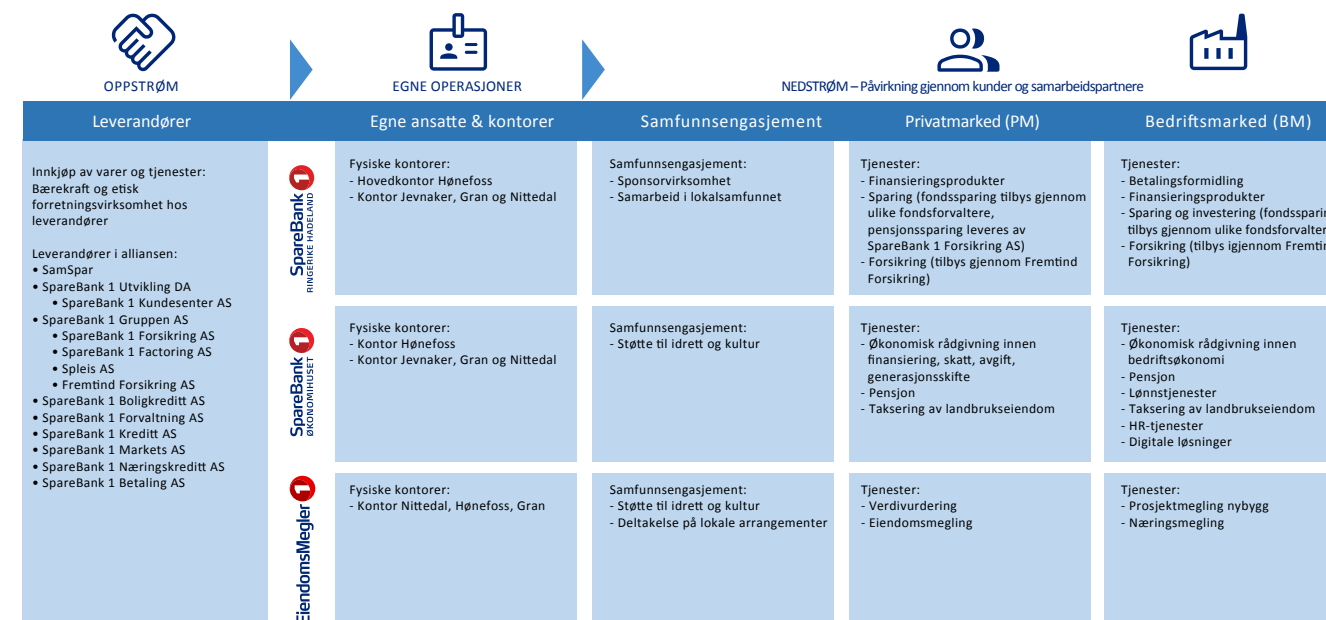 OPPSTRØM
EGNE OPERASJONER
NEDSTRØM – Påvirkning gjennom kunder og samarbeidspartnere
Leverandører
Egne ansatte & kontorer
Samfunnsengasjement
Privatmarked (PM)
Bedriftsmarked (BM)
Innkjøp av varer og tjenester:
Bærekraft og etisk
forretningsvirksomhet hos
leverandører
Leverandører i alliansen:
• SamSpar
• SpareBank 1 Utvikling DA
• SpareBank 1 Kundesenter AS
• SpareBank 1 Gruppen AS
• SpareBank 1 Forsikring AS
• SpareBank 1 Factoring AS
• Spleis AS
• Fremtind Forsikring AS
• SpareBank 1 Boligkreditt AS
• SpareBank 1 Forvaltning AS
• SpareBank 1 Kreditt AS
• SpareBank 1 Markets AS
• SpareBank 1 Næringskreditt AS
• SpareBank 1 Betaling AS
SpareBank 1
RINGERIKE HADELAND
Fysiske kontorer:
- Hovedkontor Hønefoss
- Kontor Jevnaker, Gran og Nittedal
Samfunnsengasjement:
- Sponsorvirksomhet
- Samarbeid i lokalsamfunnet
Tjenester:
- Finansieringsprodukter
- Sparing (fondssparing tilbys gjennom
ulike fondsforvaltere,
pensjonssparing leveres av
SpareBank 1 Forsikring AS)
- Forsikring (tilbys gjennom Fremtind
Forsikring)
Tjenester:
- Betalingsformidling
- Finansieringsprodukter
- Sparing og investering (fondssparin
tilbys gjennom ulike fondsforvalter
- Forsikring (tilbys igjennom Fremtin
Forsikring)
SpareBank 1
ØKONOMIHUSET
Fysiske kontorer:
- Kontor Hønefoss
- Kontor Jevnaker, Gran og Nittedal
Samfunnsengasjement:
- Støtte til idrett og kultur
Tjenester:
- Økonomisk rådgivning innen
finansiering, skatt, avgift,
generasjonsskifte
- Pensjon
- Taksering av landbrukseiendom
Tjenester:
- Økonomisk rådgivning innen
bedriftsøkonomi
- Pensjon
- Lønnstjenester
- Taksering av landbrukseiendom
- HR-tjenester
- Digitale løsninger
EiendomsMegler 1
Fysiske kontorer:
- Kontor Nittedal, Hønefoss, Gran
Samfunnsengasjement:
- Støtte til idrett og kultur
- Deltakelse på lokale arrangementer
Tjenester:
- Verdivurdering
- Eiendomsmegling
Tjenester:
- Prosjektmegling nybygg
- Næringsmegling